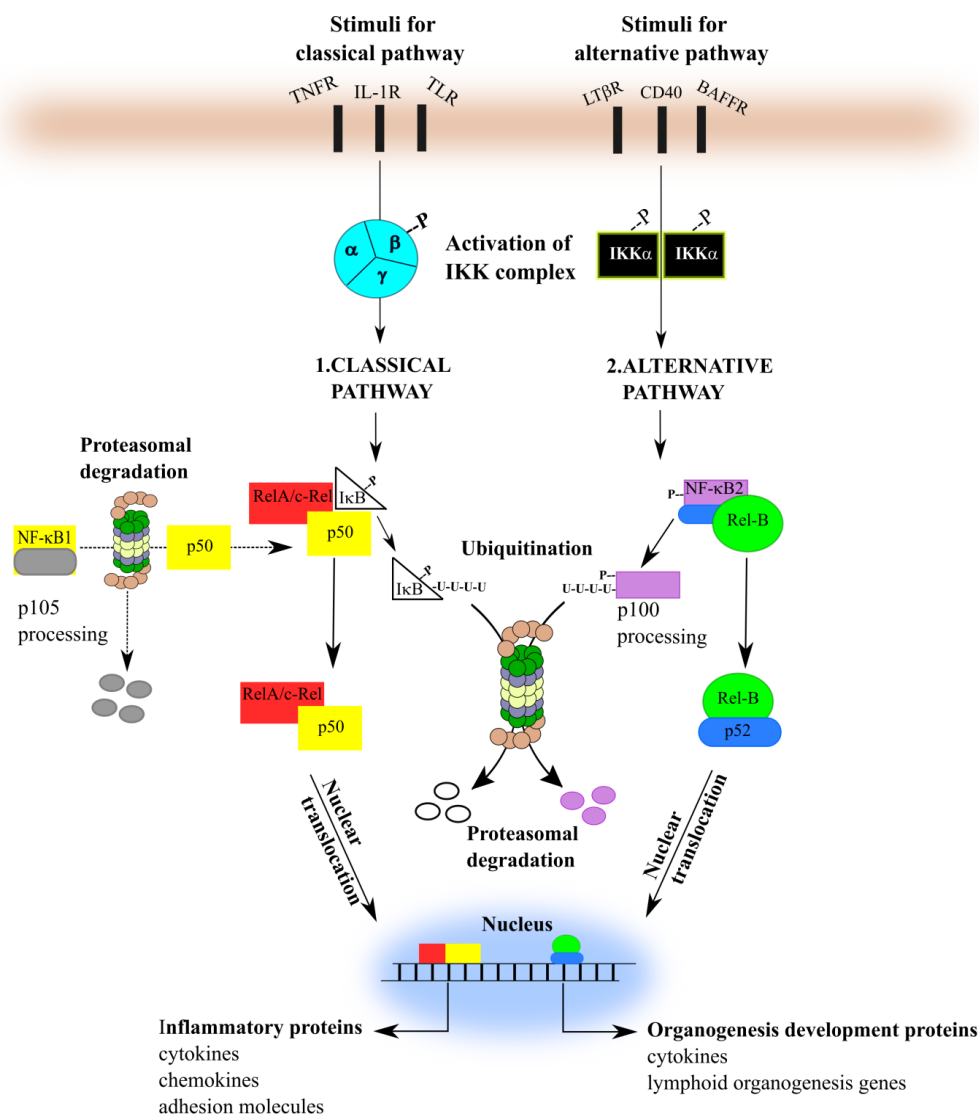 Stimuli for
classical pathway
Stimuli for
alternative pathway
TNFR
IL-1R
TLR
LTβR
CD40
BAFFR
--P
α
β
γ
Activation of
IKK complex
--P
--P
IKKα
IKKα
1.CLASSICAL
PATHWAY
2.ALTERNATIVE
PATHWAY
Proteasomal
degradation
NF-κB1
p50
p105
processing
RelA/c-Rel
IκB
--P
p50
IκB
--P
-U-U-U-U
Ubiquitination
P--
NF-κB2
Rel-B
P--
U-U-U-U-
p100
processing
RelA/c-Rel
p50
Rel-B
p52
Nuclear
translocation
Proteasomal
degradation
Nuclear
translocation
Nucleus
Inflammatory proteins
cytokines
chemokines
adhesion molecules
Organogenesis development proteins
cytokines
lymphoid organogenesis genes